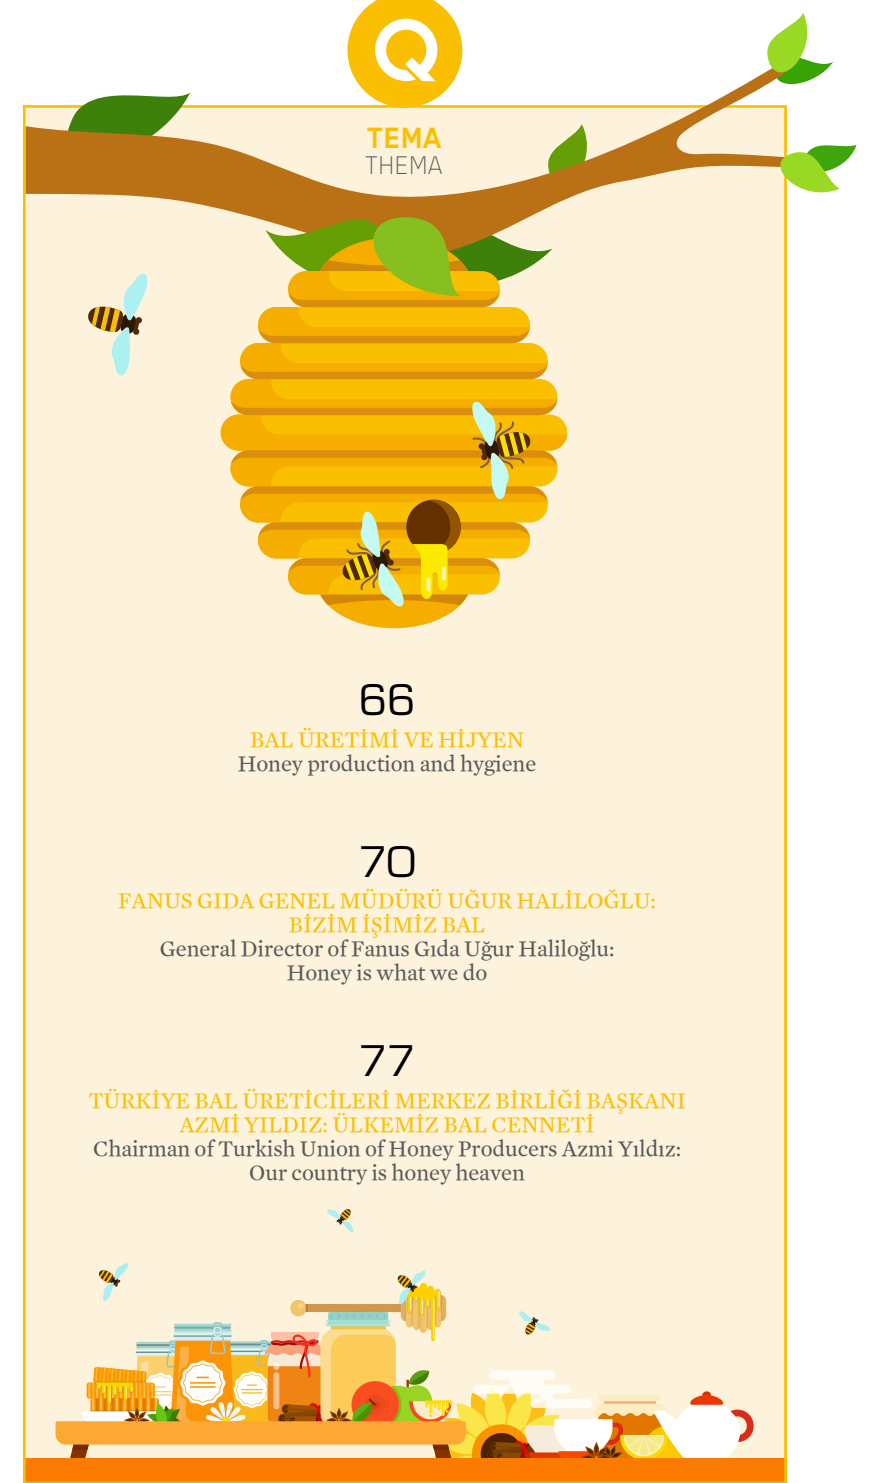 Q
TEMA
THEMA
66
BAL ÜRETİMİ VE HİJYEN
Honey production and hygiene
70
FANUS GIDA GENEL MÜDÜRÜ UĞUR HALİLOĞLU:
BİZİM İŞİMİZ BAL
General Director of Fanus Gıda Uğur Haliloğlu:
Honey is what we do
77
TÜRKİYE BAL ÜRETİCİLERİ MERKEZ BİRLİĞİ BAŞKANI
AZMİ YILDIZ: ÜLKEMİZ BAL CENNETİ
Chairman of Turkish Union of Honey Producers Azmi Yıldız:
Our country is honey heaven